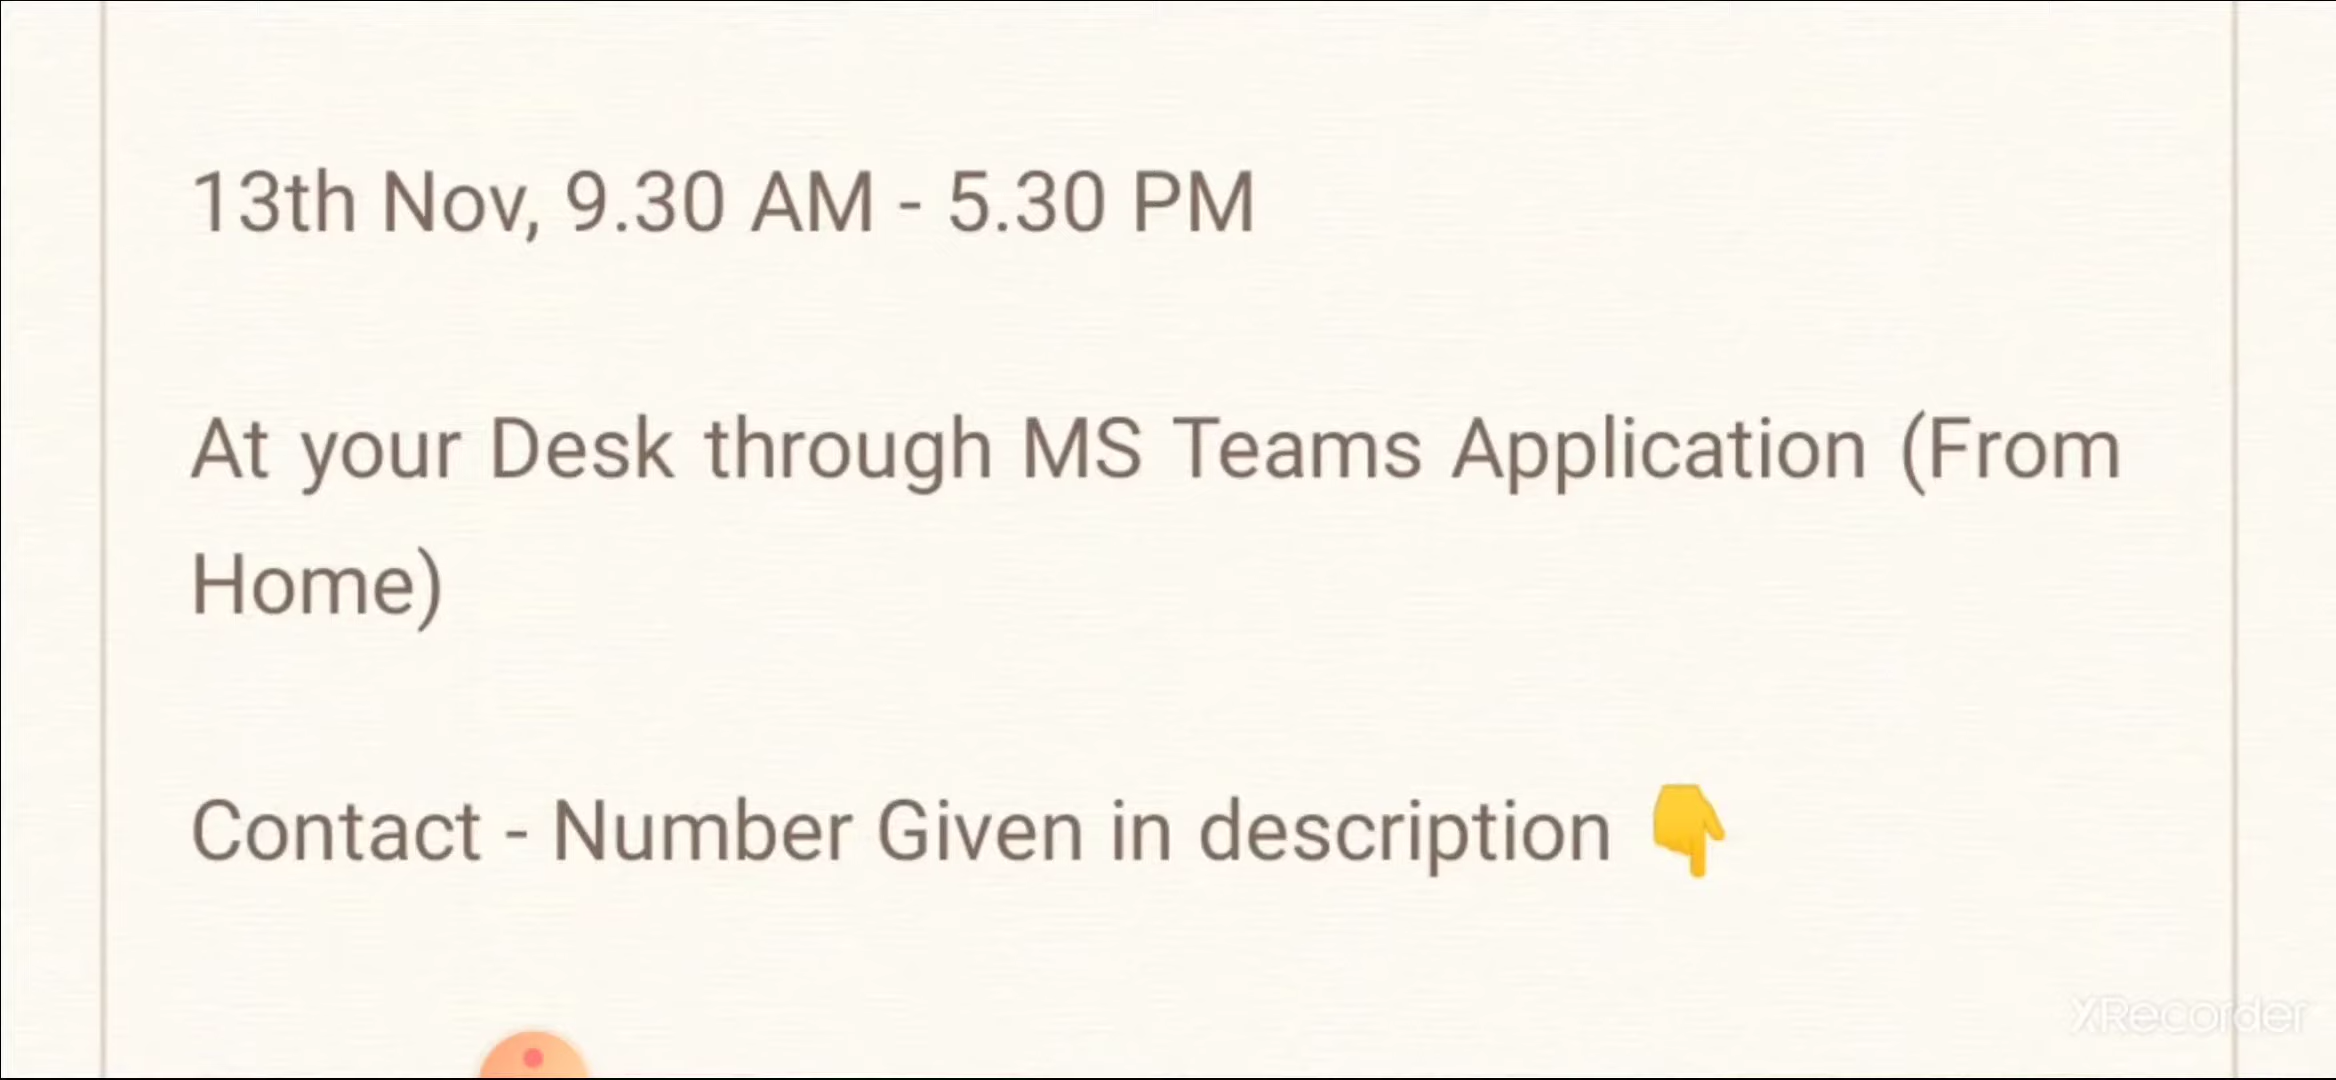 13th Nov, 9.30 AM - 5.30 PM
At your Desk through MS Teams Application (From
Home)
Contact - Number Given in description 👇
XRecorder